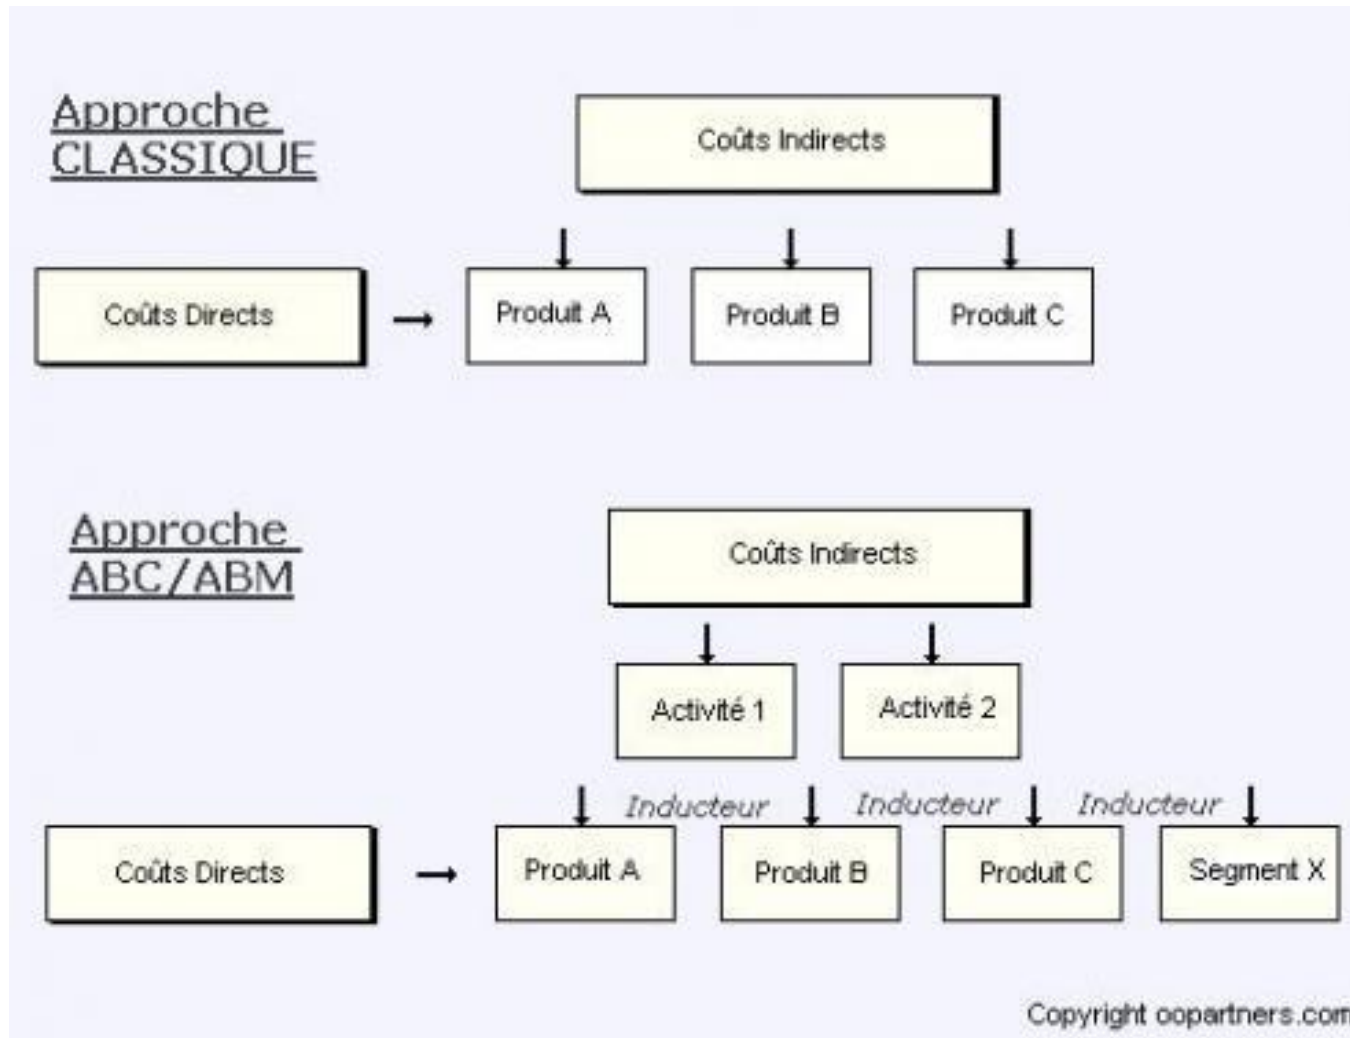 Approche
CLASSIQUE
Coûts Indirects
Coûts Directs
Produit A
Produit B
Produit C
Approche
ABC/ABM
Coûts Indirects
Activité 1
Activité 2
Inducteur
Inducteur
Inducteur
Coûts Directs
Produit A
Produit B
Produit C
Segment X
Copyright oopartners.com